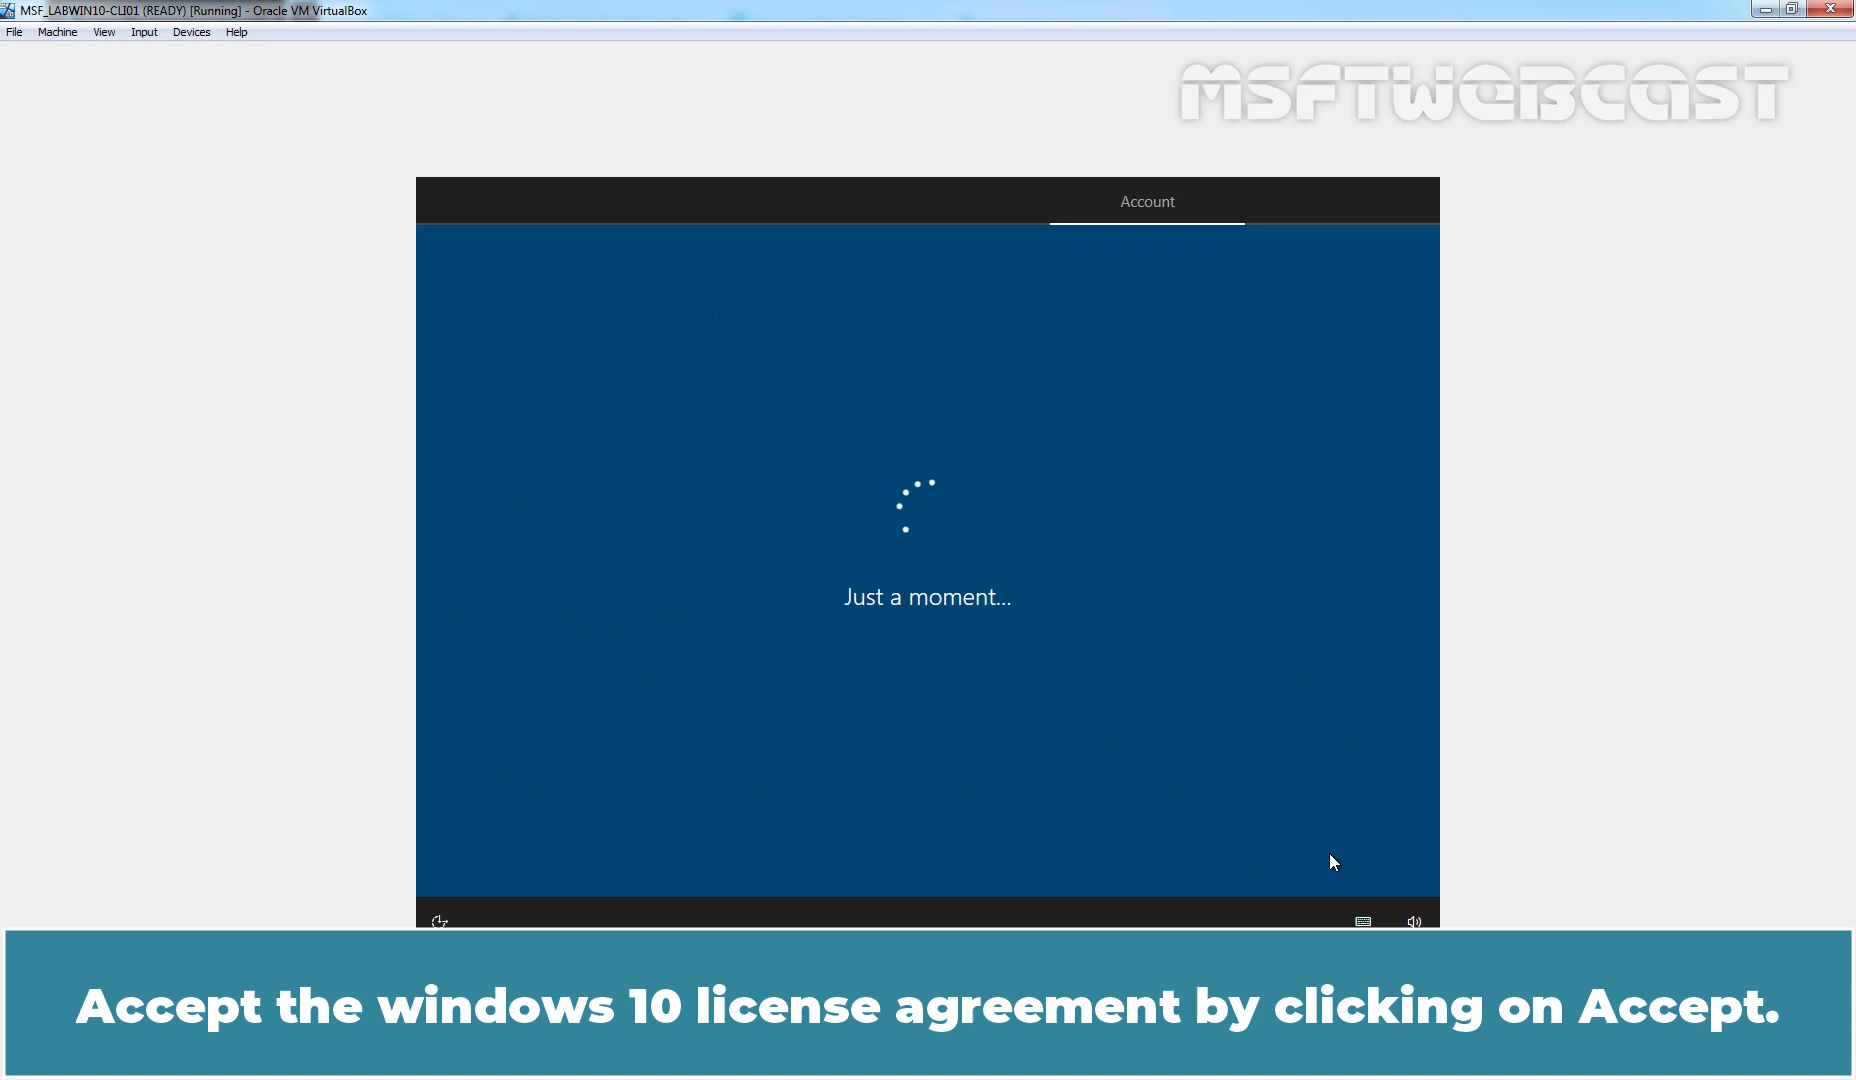 MSF_LABWIN10-CLI01 (READY) [Running] - Oracle VM VirtualBox
File Machine View Input Devices Help
MSFTWEBCAST
Account
Just a moment...
Accept the windows 10 license agreement by clicking on Accept.